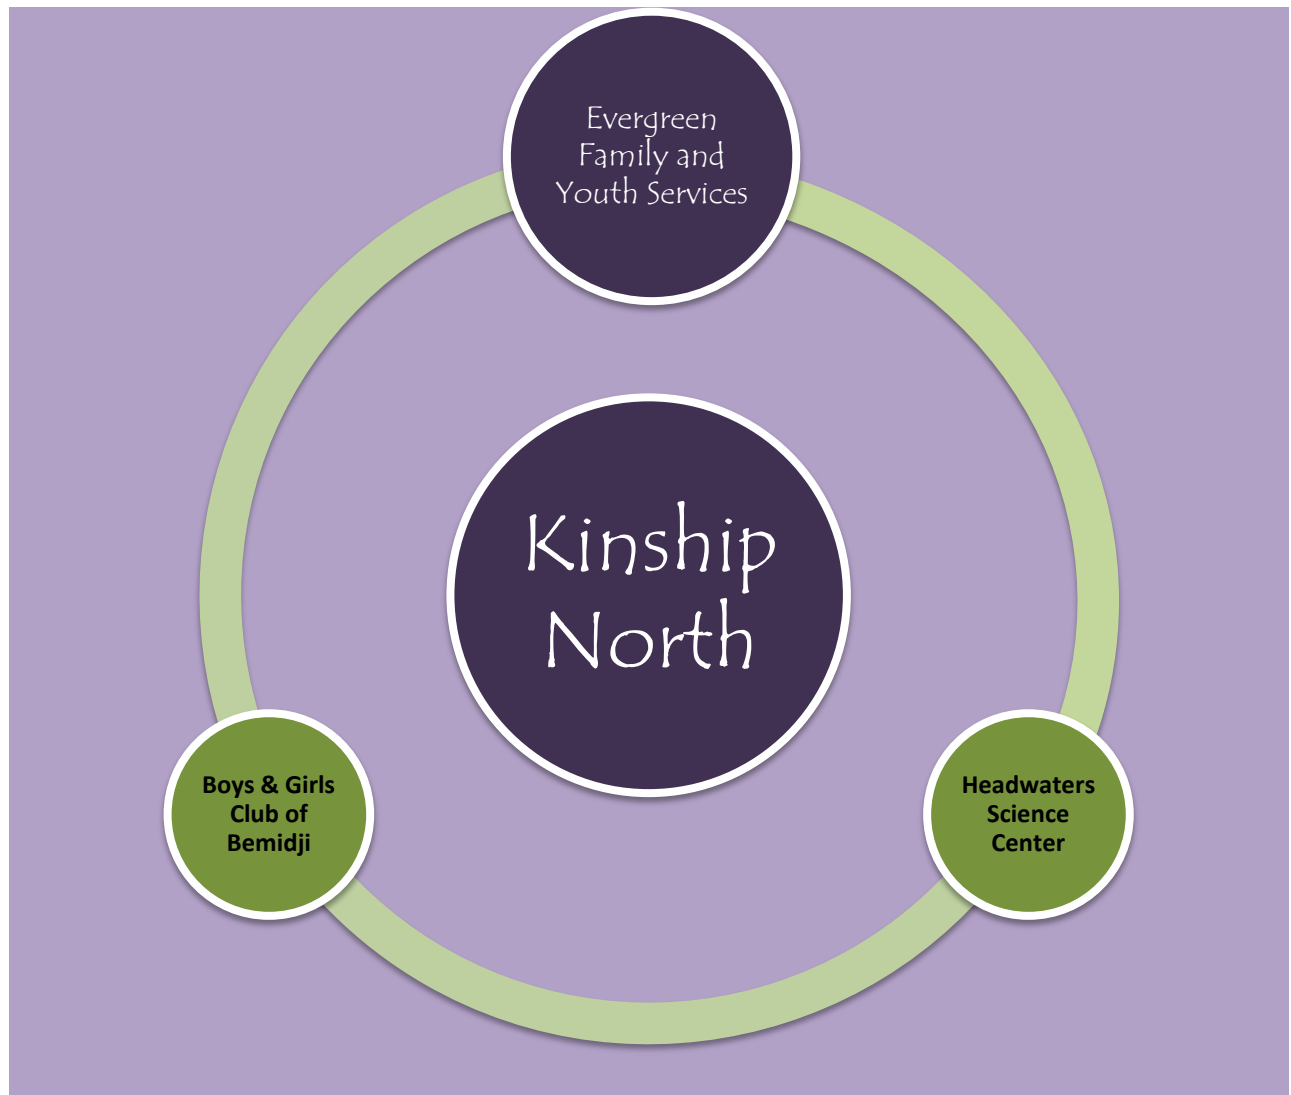 Evergreen
Family and
Youth Services
Kinship
North
Boys & Girls
Club of
Bemidji
Headwaters
Science
Center